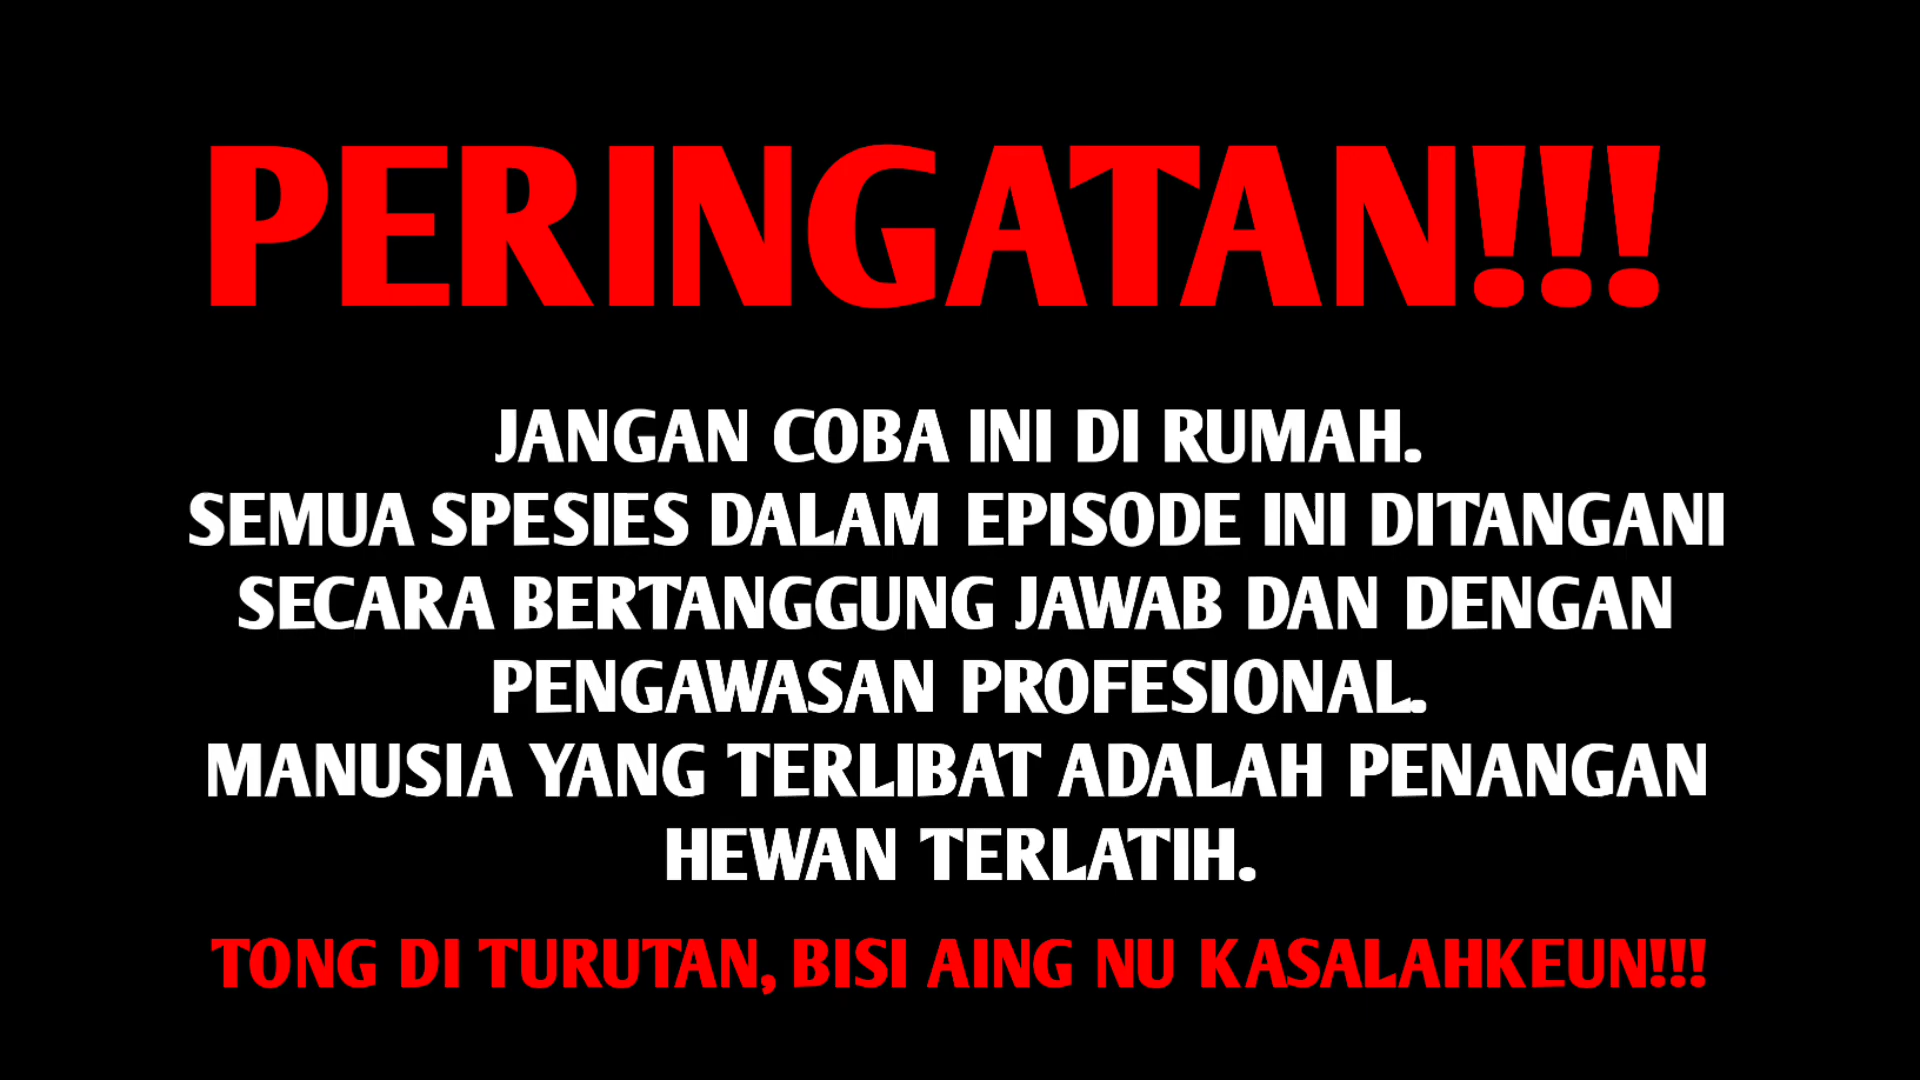 PERINGATAN!!!
JANGAN COBA INI DI RUMAH.
SEMUA SPESIES DALAM EPISODE INI DITANGANI
SECARA BERTANGGUNG JAWAB DAN DENGAN
PENGAWASAN PROFESIONAL.
MANUSIA YANG TERLIBAT ADALAH PENANGAN
HEWAN TERLATIH.
TONG DI TURUTAN, BISI AING NU KASALAHKEUN!!!